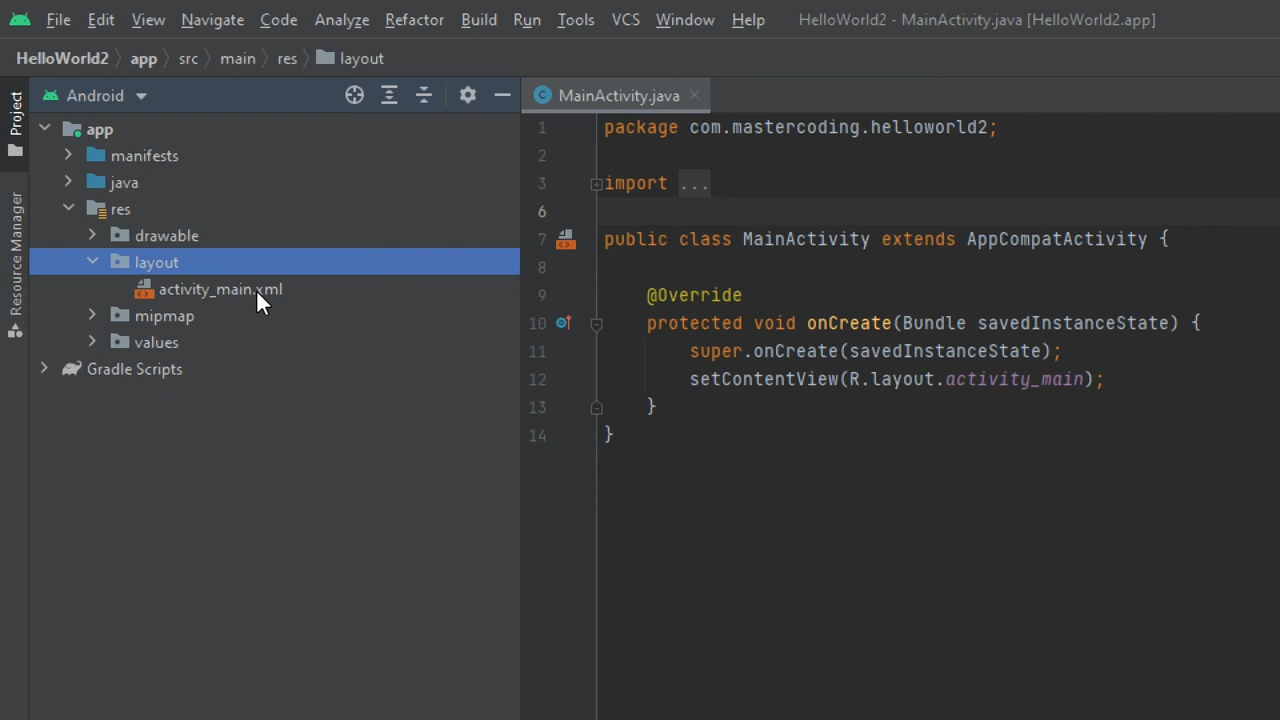 File Edit View Navigate Code Analyze Refactor Build Run Tools VCS Window Help HelloWorld2 - MainActivity.java [HelloWorld2.app]
HelloWorld2 app src main res layout
Project
Resource Manager
Android
app
manifests
java
res
drawable
layout
activity_main.xml
mipmap
values
Gradle Scripts
MainActivity.java
1 package com.mastercoding.helloworld2;
2
3 import ...
6
7 public class MainActivity extends AppCompatActivity {
8
9 @Override
10 protected void onCreate(Bundle savedInstanceState) {
11 super.onCreate(savedInstanceState);
12 setContentView(R.layout.activity_main);
13 }
14 }